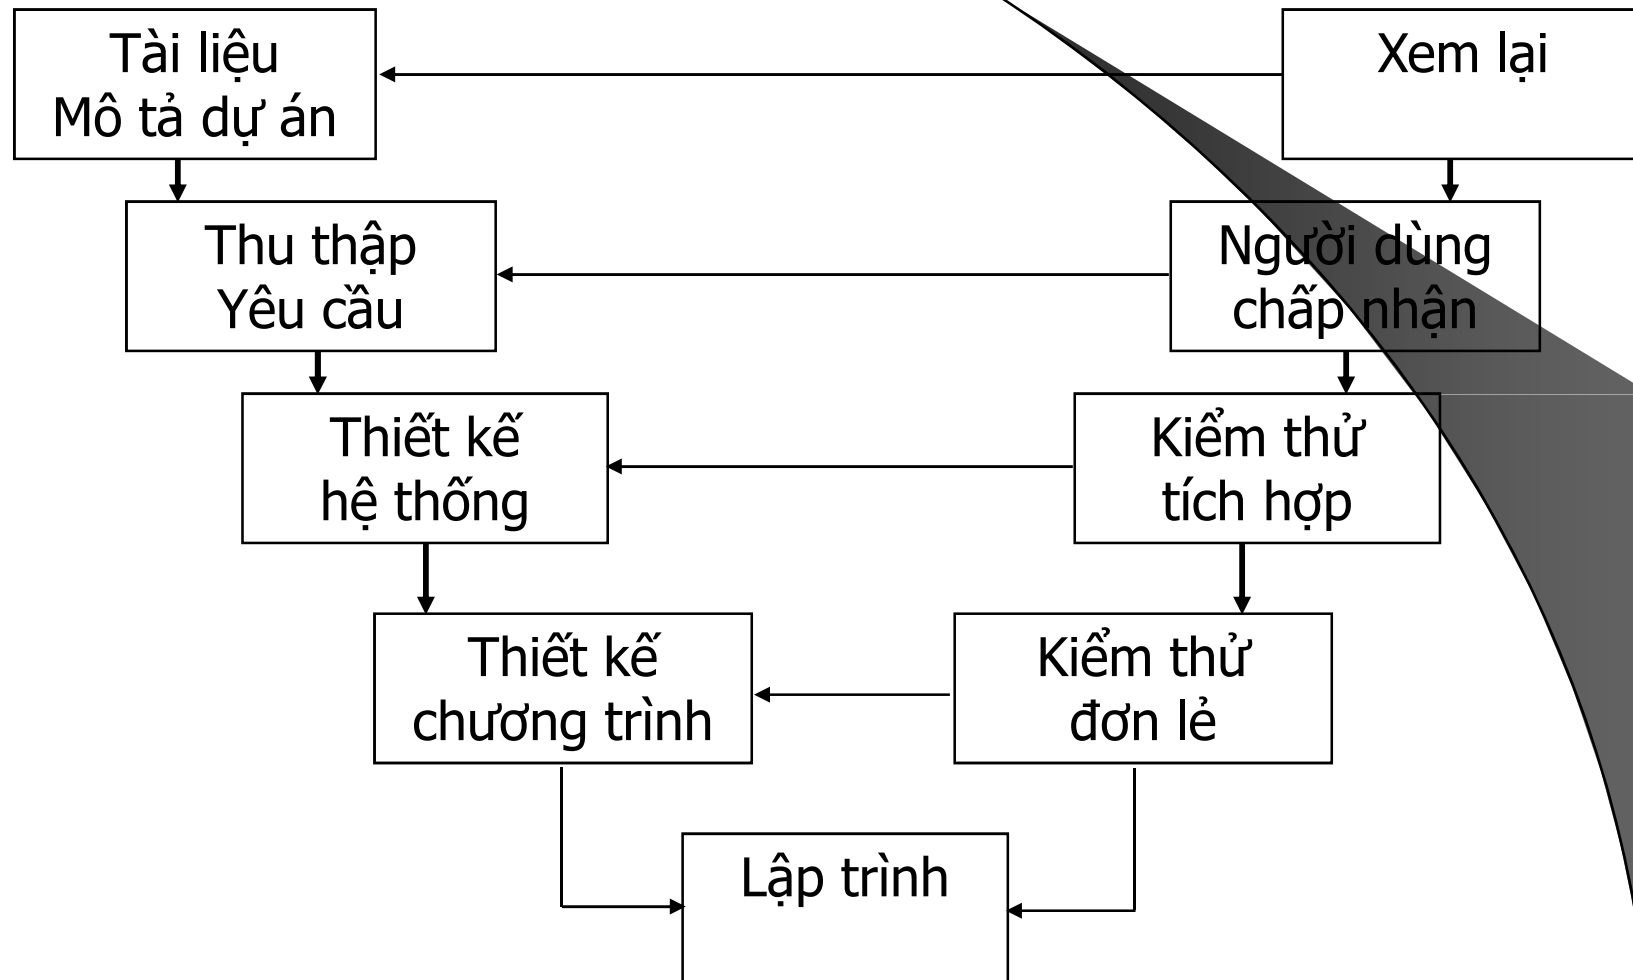 Tài liệu
Mô tả dự án
Xem lại
Thu thập
Yêu cầu
Người dùng
chấp nhận
Thiết kế
hệ thống
Kiểm thử
tích hợp
Thiết kế
chương trình
Kiểm thử
đơn lẻ
Lập trình